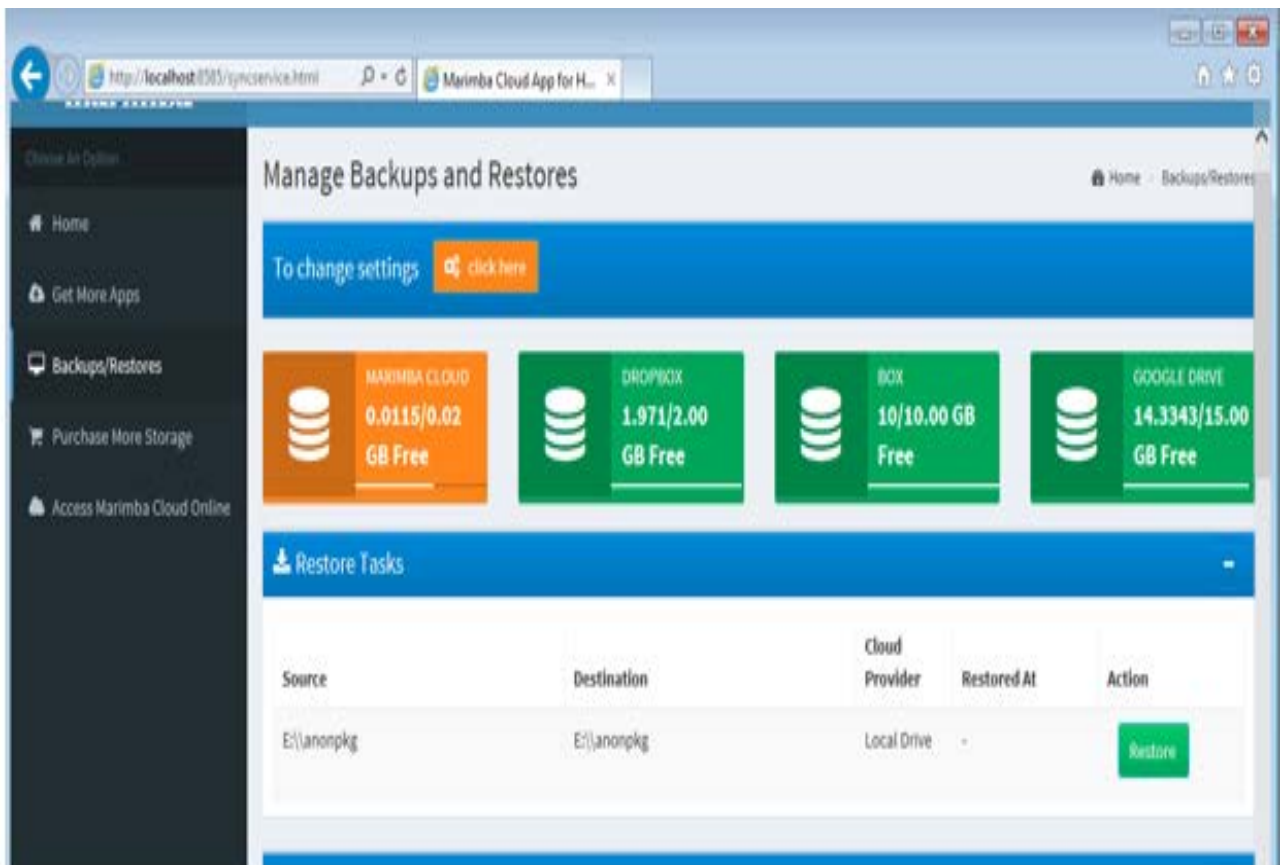 http://localhost:8585/syncservice.html
Marimba Cloud App for H...
Choose An Option
Manage Backups and Restores
Home
Backups/Restores
Home
Get More Apps
Backups/Restores
Purchase More Storage
Access Marimba Cloud Online
To change settings
click here
MARIMBA CLOUD
0.0115/0.02
GB Free
DROPBOX
1.971/2.00
GB Free
BOX
10/10.00 GB
Free
GOOGLE DRIVE
14.3343/15.00
GB Free
Restore Tasks
Source
Destination
Cloud
Provider
Restored At
Action
E:\\anonpkg
E:\\anonpkg
Local Drive
-
Restore